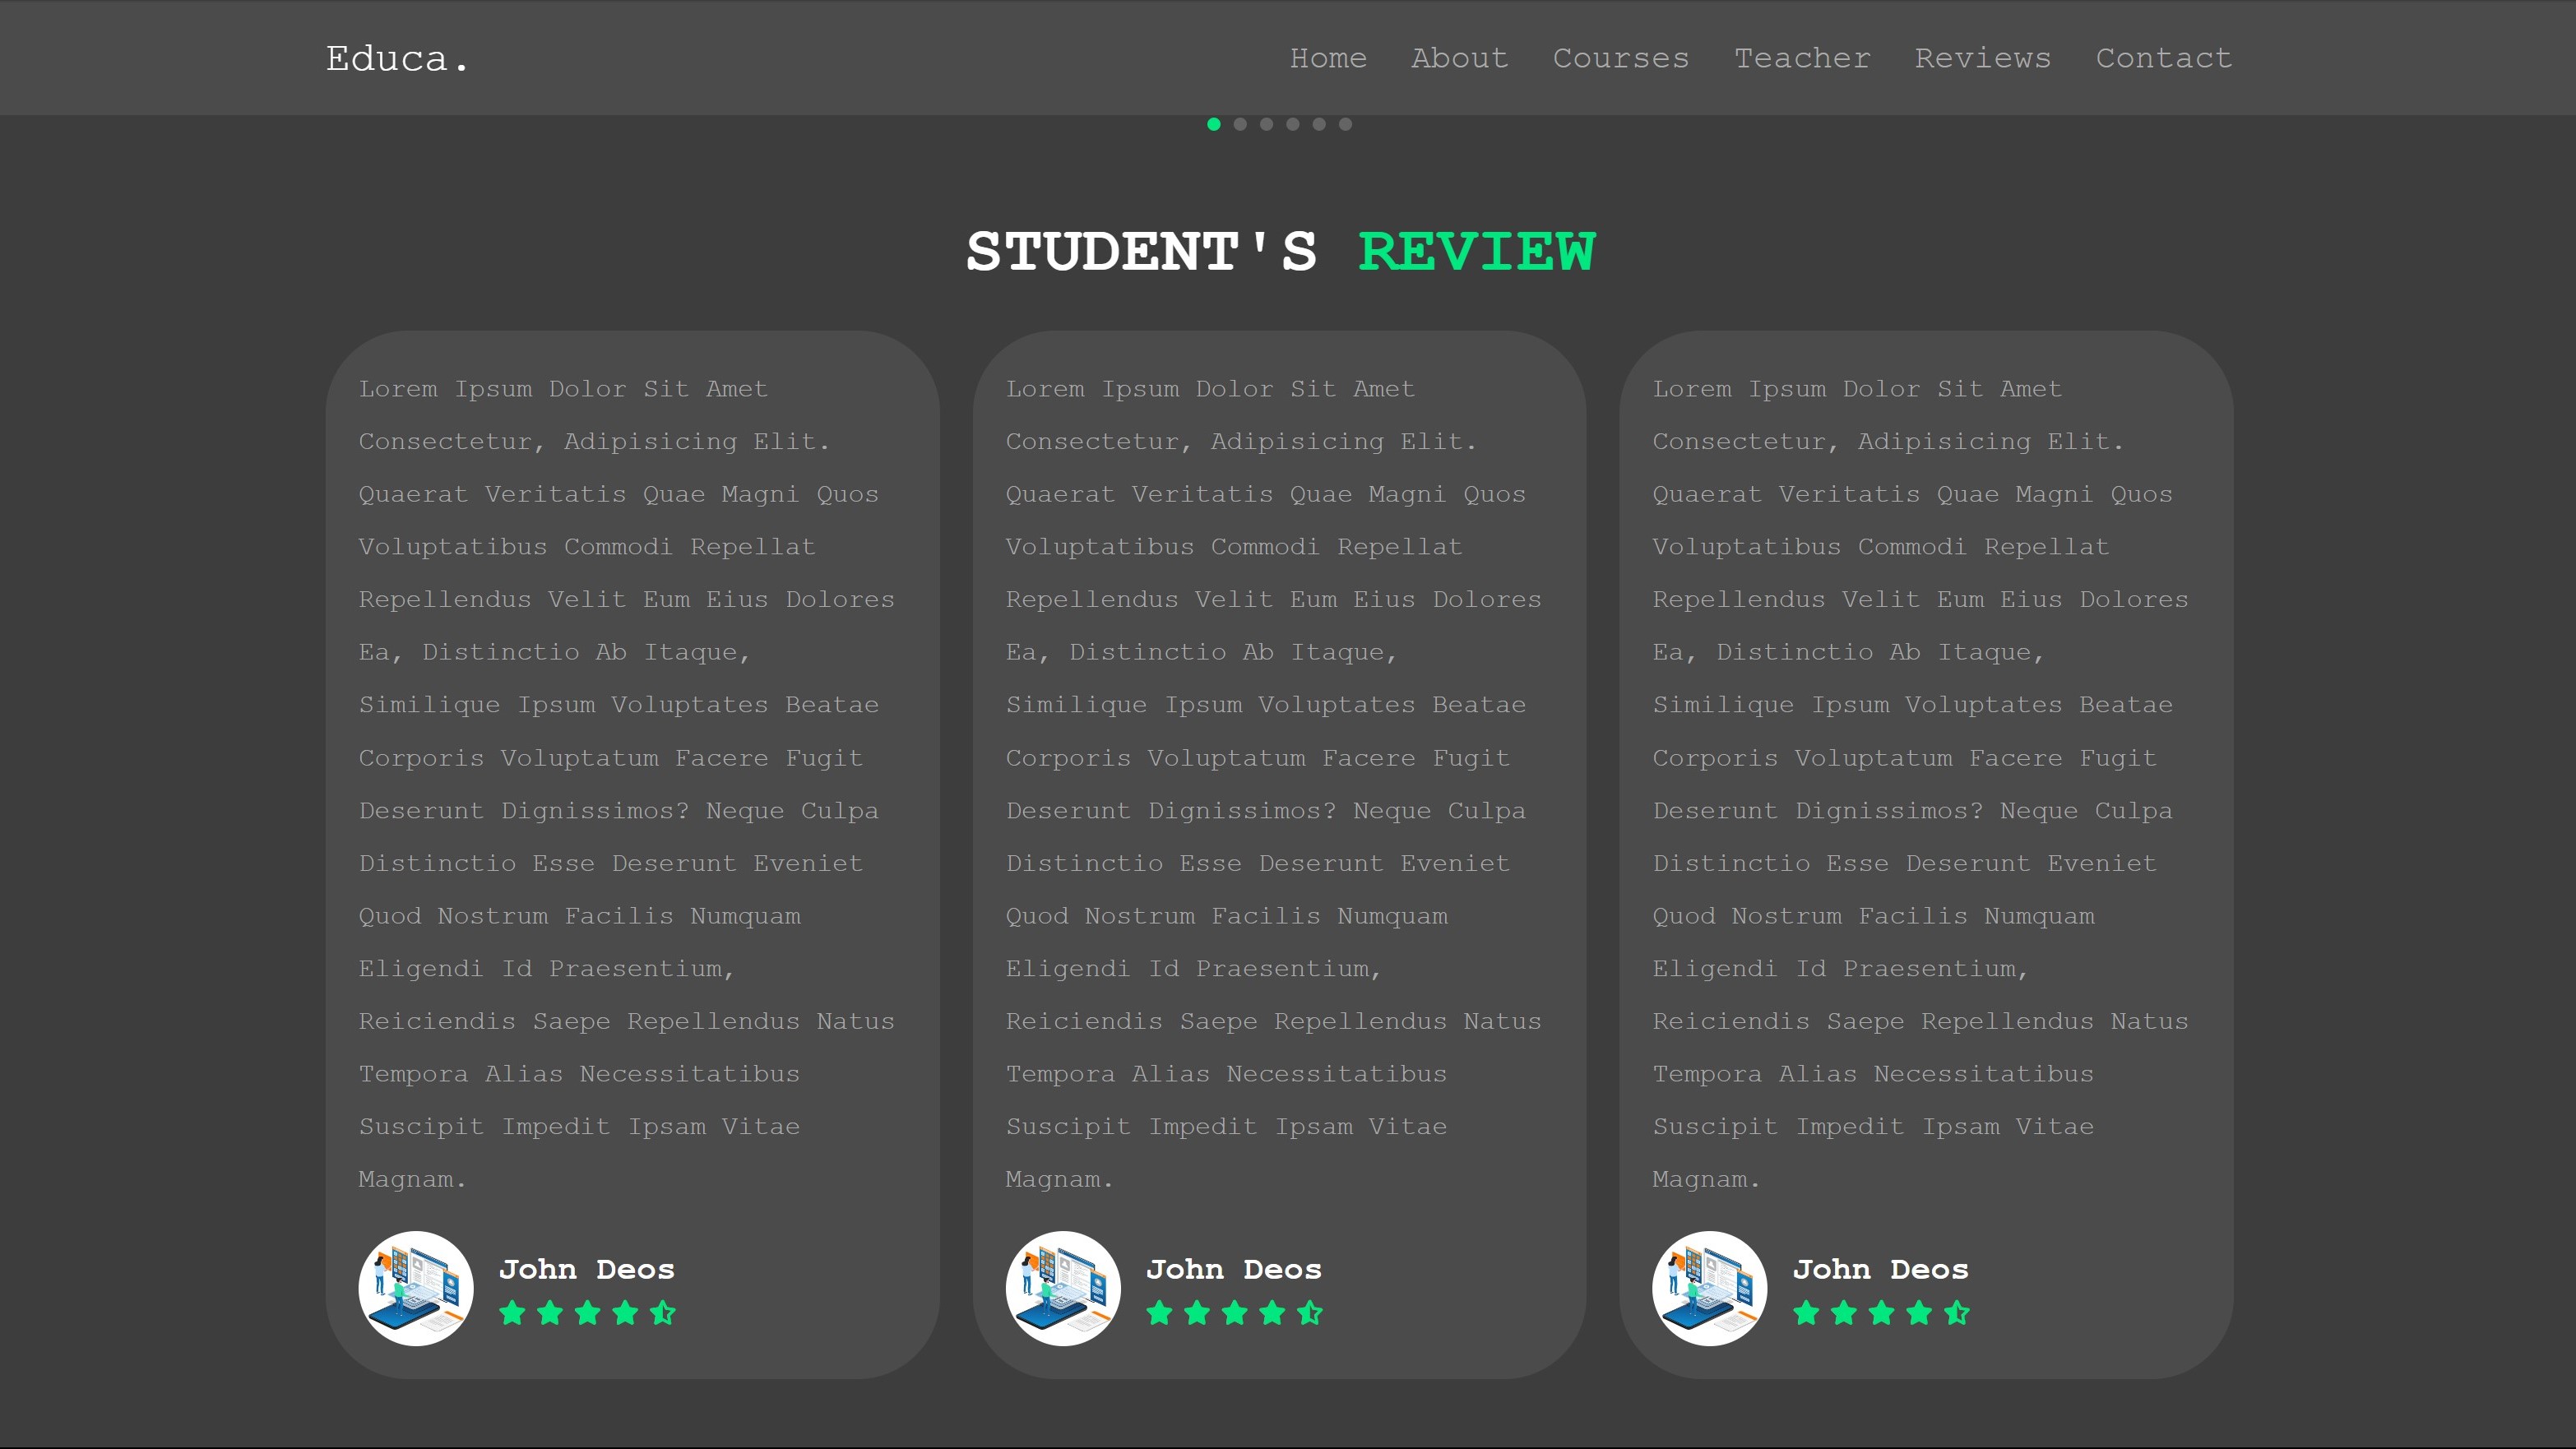 Educa.
Home About Courses Teacher Reviews Contact
STUDENT'S REVIEW
Lorem Ipsum Dolor Sit Amet
Consectetur, Adipisicing Elit.
Quaerat Veritatis Quae Magni Quos
Voluptatibus Commodi Repellat
Repellendus Velit Eum Eius Dolores
Ea, Distinctio Ab Itaque,
Similique Ipsum Voluptates Beatae
Corporis Voluptatum Facere Fugit
Deserunt Dignissimos? Neque Culpa
Distinctio Esse Deserunt Eveniet
Quod Nostrum Facilis Numquam
Eligendi Id Praesentium,
Reiciendis Saepe Repellendus Natus
Tempora Alias Necessitatibus
Suscipit Impedit Ipsam Vitae
Magnam.
John Deos
Lorem Ipsum Dolor Sit Amet
Consectetur, Adipisicing Elit.
Quaerat Veritatis Quae Magni Quos
Voluptatibus Commodi Repellat
Repellendus Velit Eum Eius Dolores
Ea, Distinctio Ab Itaque,
Similique Ipsum Voluptates Beatae
Corporis Voluptatum Facere Fugit
Deserunt Dignissimos? Neque Culpa
Distinctio Esse Deserunt Eveniet
Quod Nostrum Facilis Numquam
Eligendi Id Praesentium,
Reiciendis Saepe Repellendus Natus
Tempora Alias Necessitatibus
Suscipit Impedit Ipsam Vitae
Magnam.
John Deos
Lorem Ipsum Dolor Sit Amet
Consectetur, Adipisicing Elit.
Quaerat Veritatis Quae Magni Quos
Voluptatibus Commodi Repellat
Repellendus Velit Eum Eius Dolores
Ea, Distinctio Ab Itaque,
Similique Ipsum Voluptates Beatae
Corporis Voluptatum Facere Fugit
Deserunt Dignissimos? Neque Culpa
Distinctio Esse Deserunt Eveniet
Quod Nostrum Facilis Numquam
Eligendi Id Praesentium,
Reiciendis Saepe Repellendus Natus
Tempora Alias Necessitatibus
Suscipit Impedit Ipsam Vitae
Magnam.
John Deos